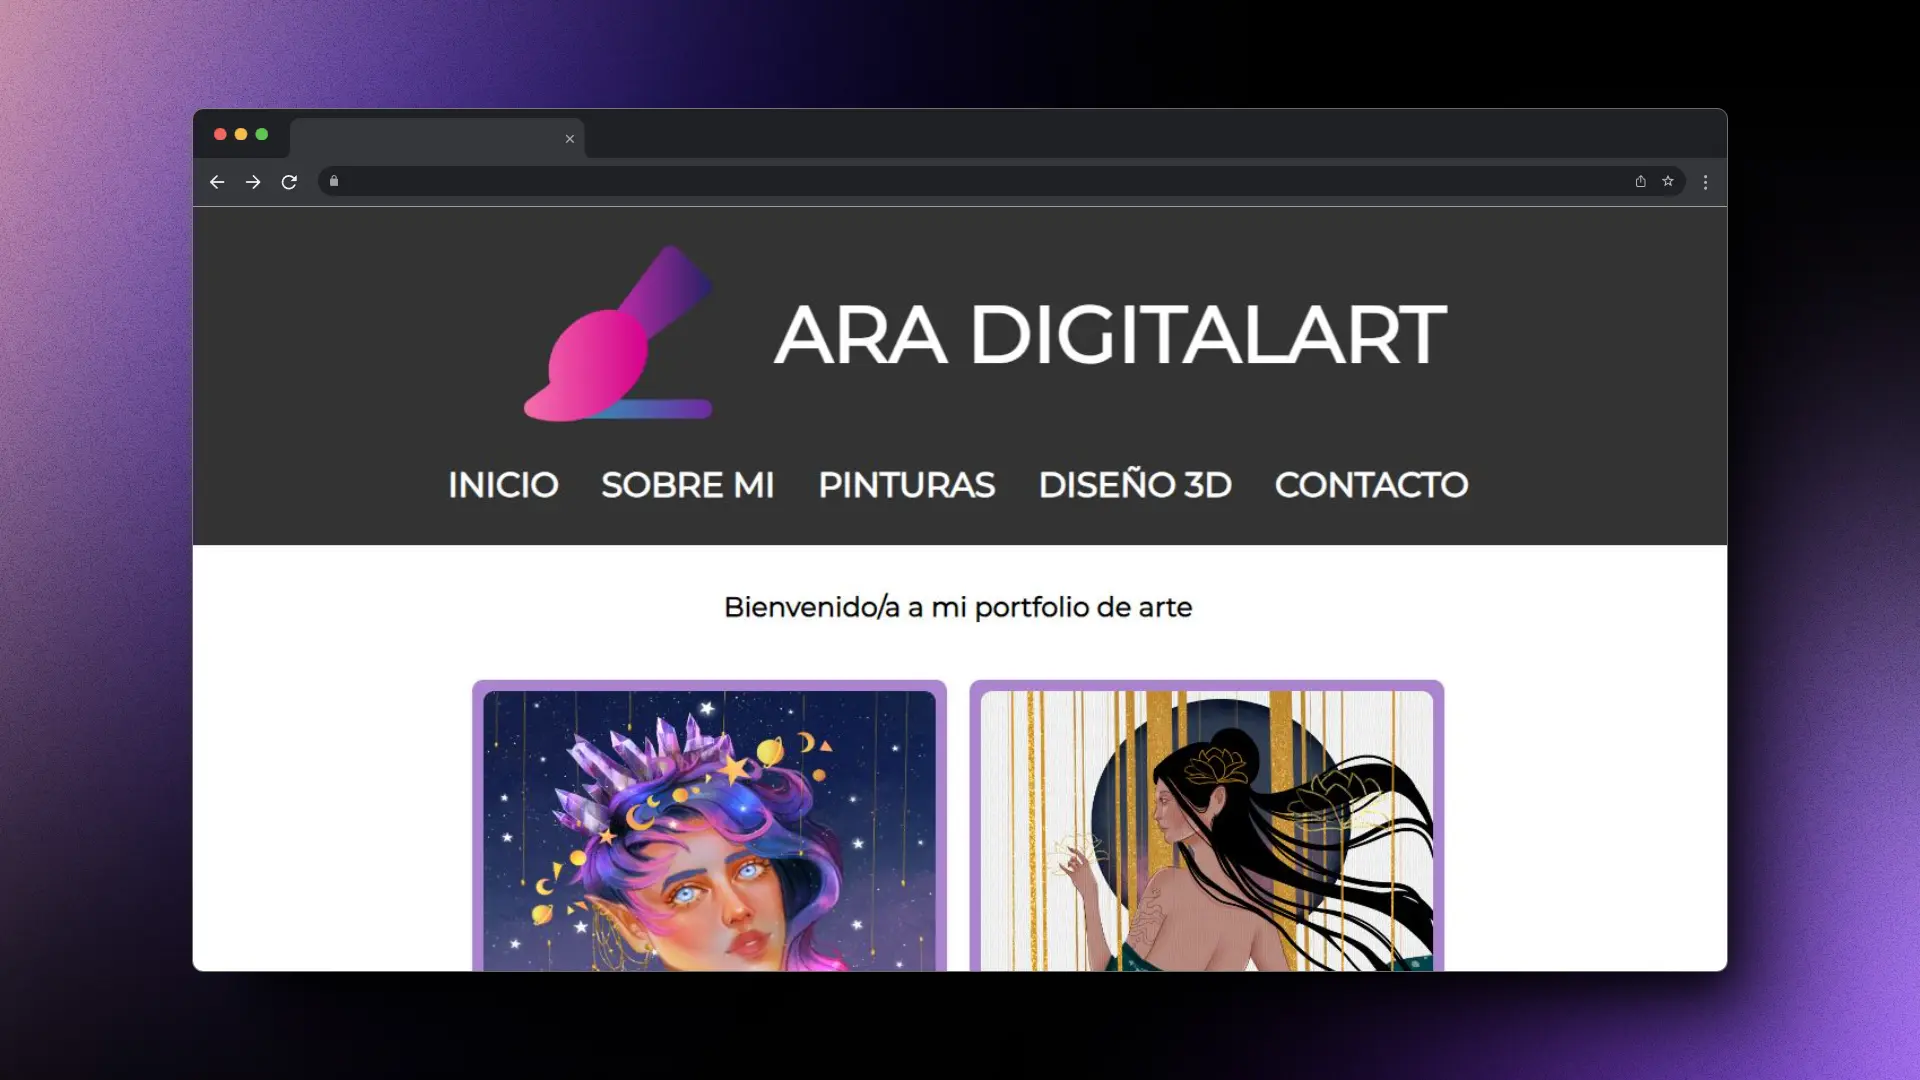 ARA DIGITALART
INICIO SOBRE MI PINTURAS DISEÑO 3D CONTACTO
Bienvenido/a a mi portfolio de arte